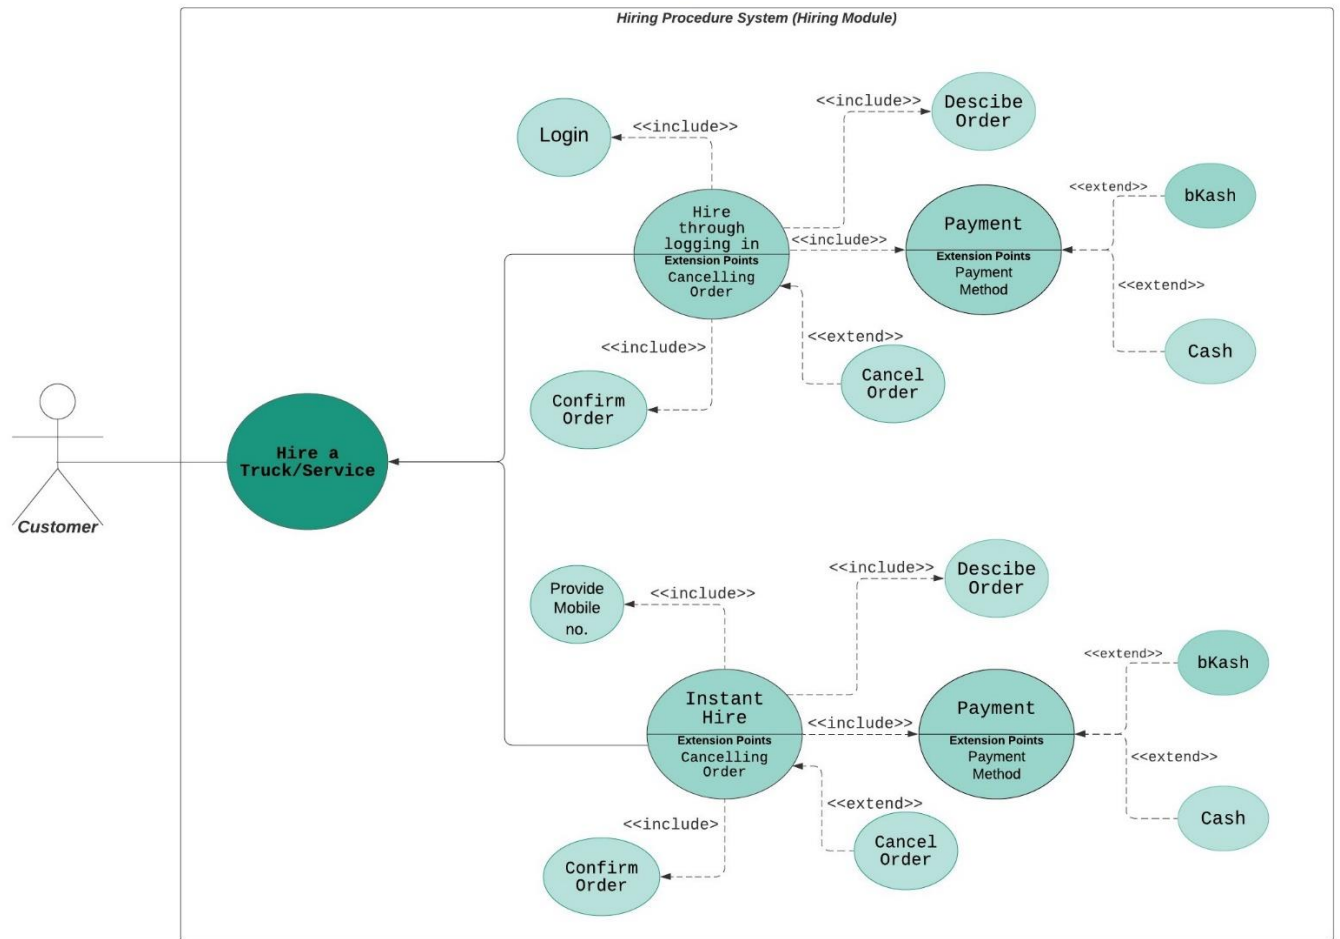 Hiring Procedure System (Hiring Module)
<<include>>
Descibe
Order
<<include>>
Login
<<extend>>
bKash
Hire
through
logging in
Extension Points
Cancelling
Order
<<include>>
Payment
Extension Points
Payment
Method
<<extend>>
<<include>>
<<extend>>
Cash
Cancel
Order
Confirm
Order
Hire a
Truck/Service
Customer
<<include>>
Descibe
Order
Provide
Mobile
no.
<<include>>
<<extend>>
bKash
Instant
Hire
Extension Points
Cancelling
Order
<<include>>
Payment
Extension Points
Payment
Method
<<extend>>
<<extend>>
<<include>
Cash
Cancel
Order
Confirm
Order